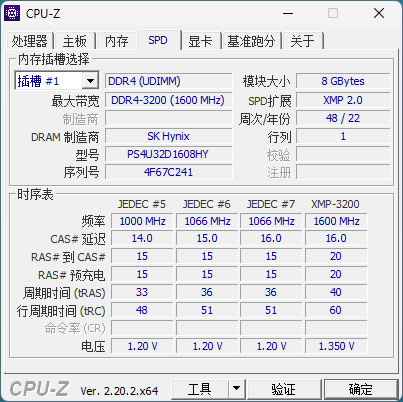 CPU-Z
处理器 主板 内存 SPD 显卡 基准跑分 关于
内存插槽选择
插槽 #1 DDR4 (UDIMM) 模块大小 8 GBytes
最大带宽 DDR4-3200 (1600 MHz) SPD扩展 XMP 2.0
制造商 周次/年份 48 / 22
DRAM 制造商 SK Hynix 行列 1
型号 PS4U32D1608HY 校验
序列号 4F67C241 注册
时序表
JEDEC #5 JEDEC #6 JEDEC #7 XMP-3200
频率 1000 MHz 1066 MHz 1066 MHz 1600 MHz
CAS# 延迟 14.0 15.0 16.0 16.0
RAS# 到 CAS# 15 15 15 20
RAS# 预充电 15 15 15 20
周期时间 (tRAS) 33 36 36 40
行周期时间 (tRC) 48 51 51 60
命令率 (CR)
电压 1.20 V 1.20 V 1.20 V 1.350 V
CPU-Z Ver. 2.20.2.x64 工具 验证 确定